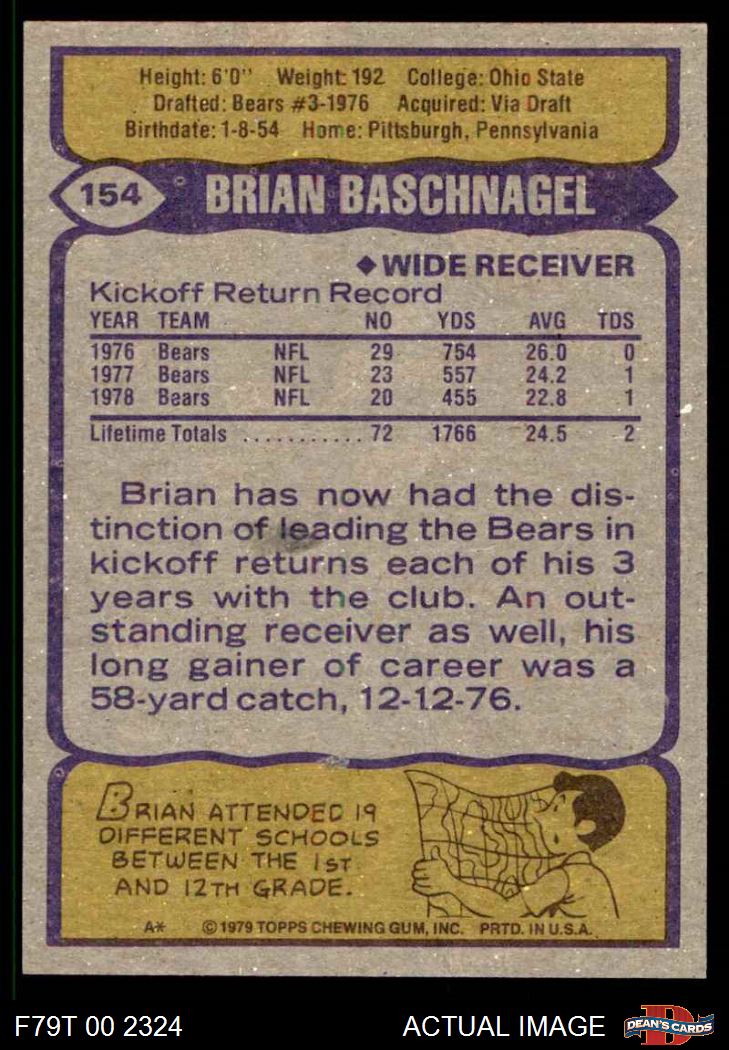 Height: 6'0" Weight: 192 College: Ohio State
Drafted: Bears #3-1976 Acquired: Via Draft
Birthdate: 1-8-54 Home: Pittsburgh, Pennsylvania
154 BRIAN BASCHNAGEL
◆WIDE RECEIVER
Kickoff Return Record
YEAR TEAM NO YDS AVG TDS
1976 Bears NFL 29 754 26.0 0
1977 Bears NFL 23 557 24.2 1
1978 Bears NFL 20 455 22.8 1
Lifetime Totals ............ 72 1766 24.5 2
Brian has now had the dis-
tinction of leading the Bears in
kickoff returns each of his 3
years with the club. An out-
standing receiver as well, his
long gainer of career was a
58-yard catch, 12-12-76.
BRIAN ATTENDED 19
DIFFERENT SCHOOLS
BETWEEN THE 1ST
AND 12TH GRADE.
A* ©1979 TOPPS CHEWING GUM, INC. PRTD. IN U.S.A.
F79T 00 2324 ACTUAL IMAGE DEAN'S CARDS